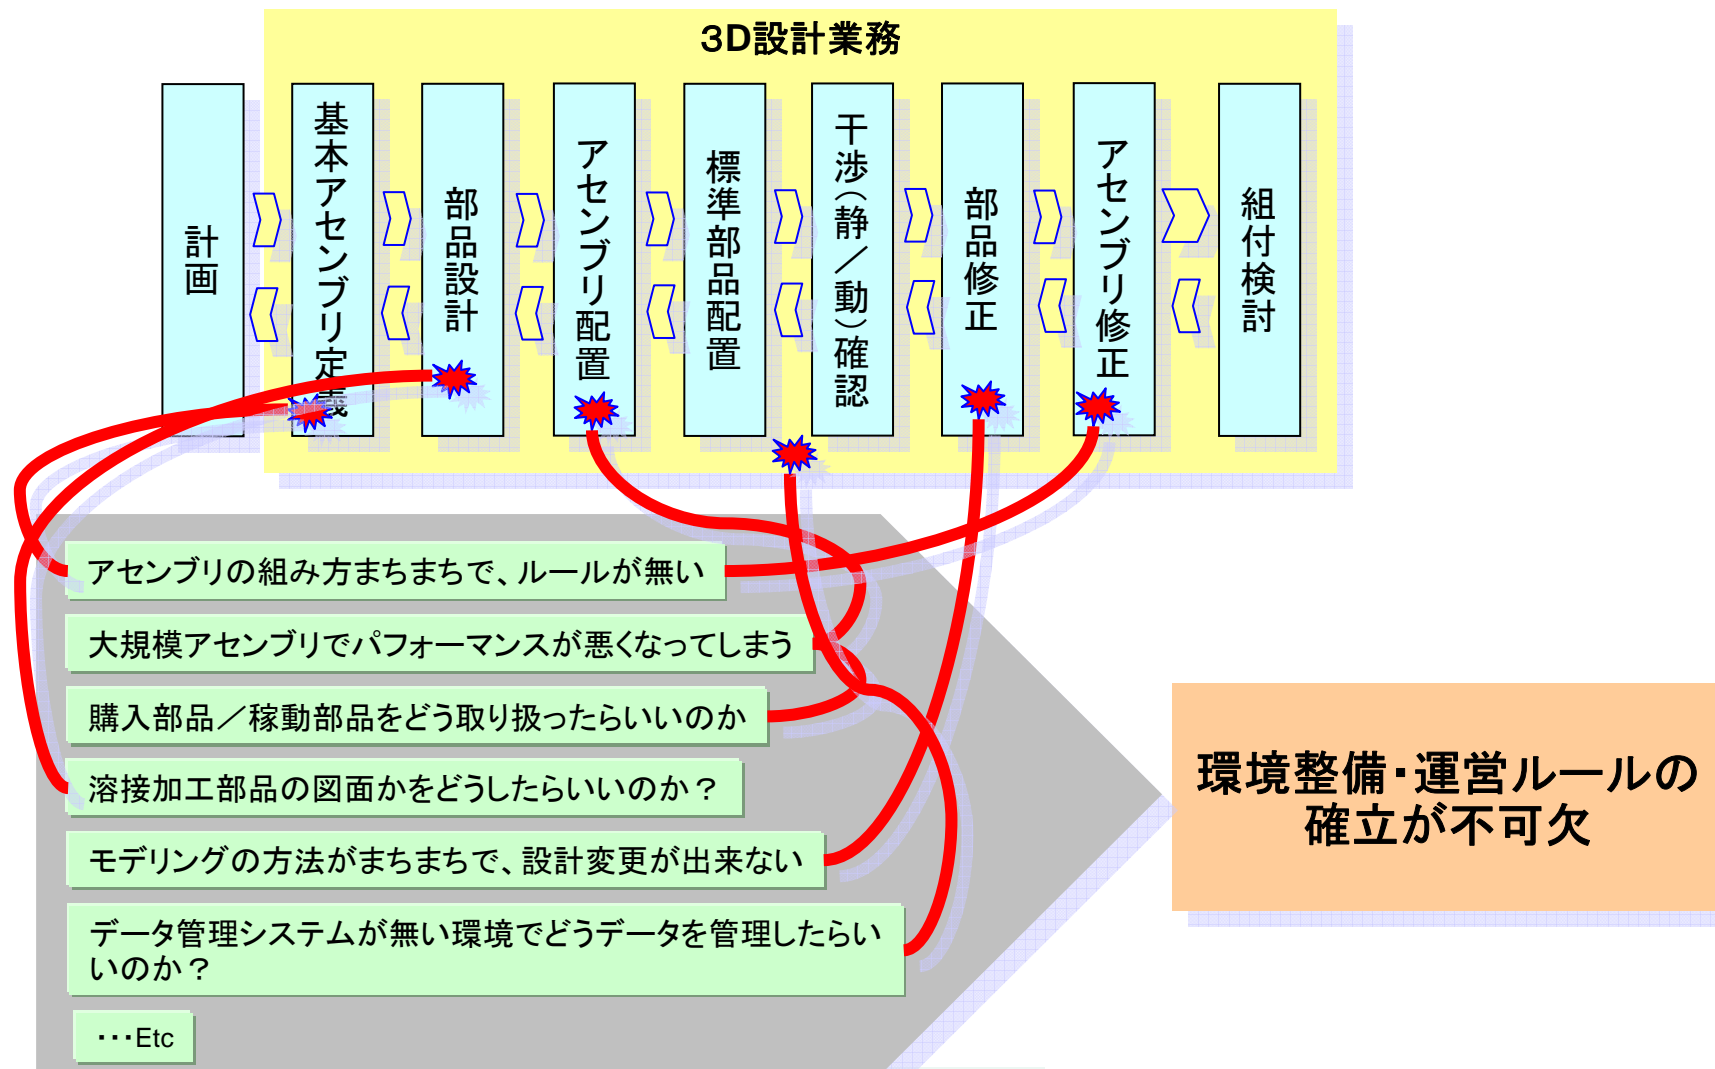 ３D設計業務
計画
基本アセンブリ定義
部品設計
アセンブリ配置
標準部品配置
干渉（静／動）確認
部品修正
アセンブリ修正
組付検討
アセンブリの組み方まちまちで、ルールが無い
大規模アセンブリでパフォーマンスが悪くなってしまう
購入部品／稼動部品をどう取り扱ったらいいのか
溶接加工部品の図面かをどうしたらいいのか？
モデリングの方法がまちまちで、設計変更が出来ない
データ管理システムが無い環境でどうデータを管理したらい
いのか？
・・・Etc
環境整備・運営ルールの
確立が不可欠